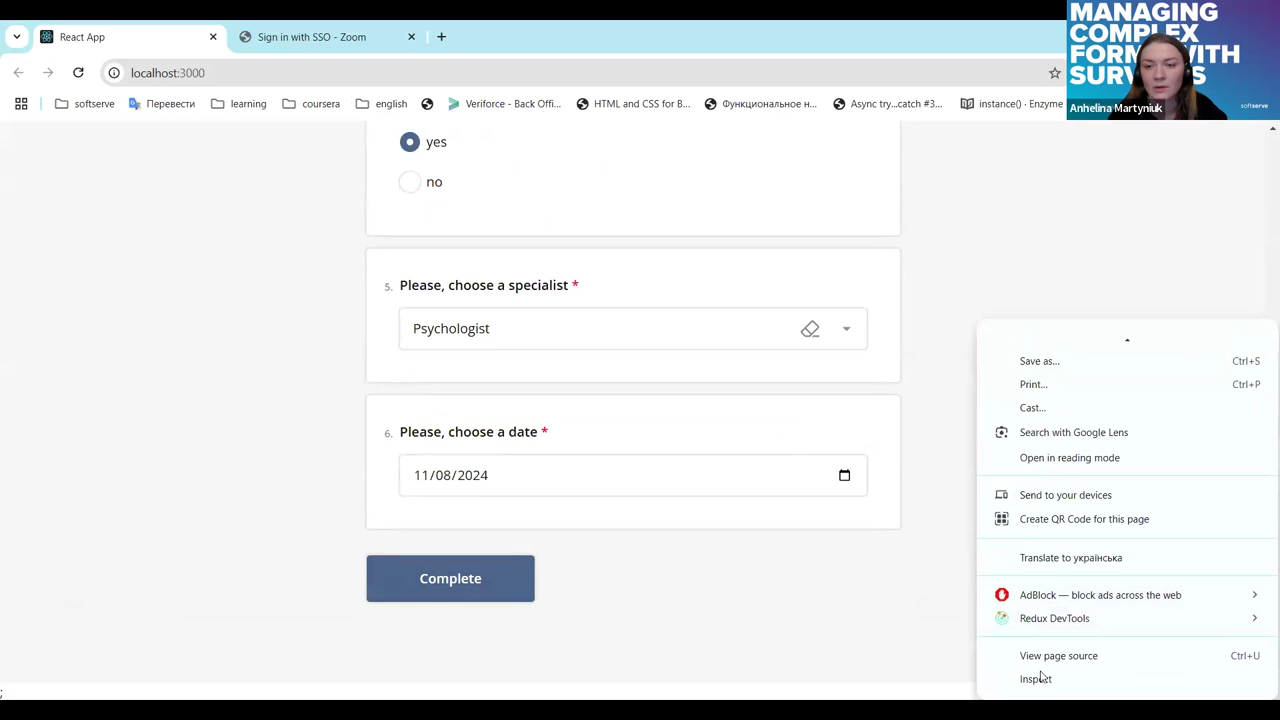 React App
Sign in with SSO - Zoom
localhost:3000
softserve
Перевести
learning
coursera
english
Veriforce - Back Offi...
HTML and CSS for B...
Функциональное н...
Async try...catch #3...
instance() · Enzyme
MANAGING
COMPLEX
WITH
Anhelina Martyniuk
softserve
yes
no
5. Please, choose a specialist *
Psychologist
6. Please, choose a date *
11/08/2024
Complete
Save as... Ctrl+S
Print... Ctrl+P
Cast...
Search with Google Lens
Open in reading mode
Send to your devices
Create QR Code for this page
Translate to українська
AdBlock — block ads across the web
Redux DevTools
View page source Ctrl+U
Inspect
;